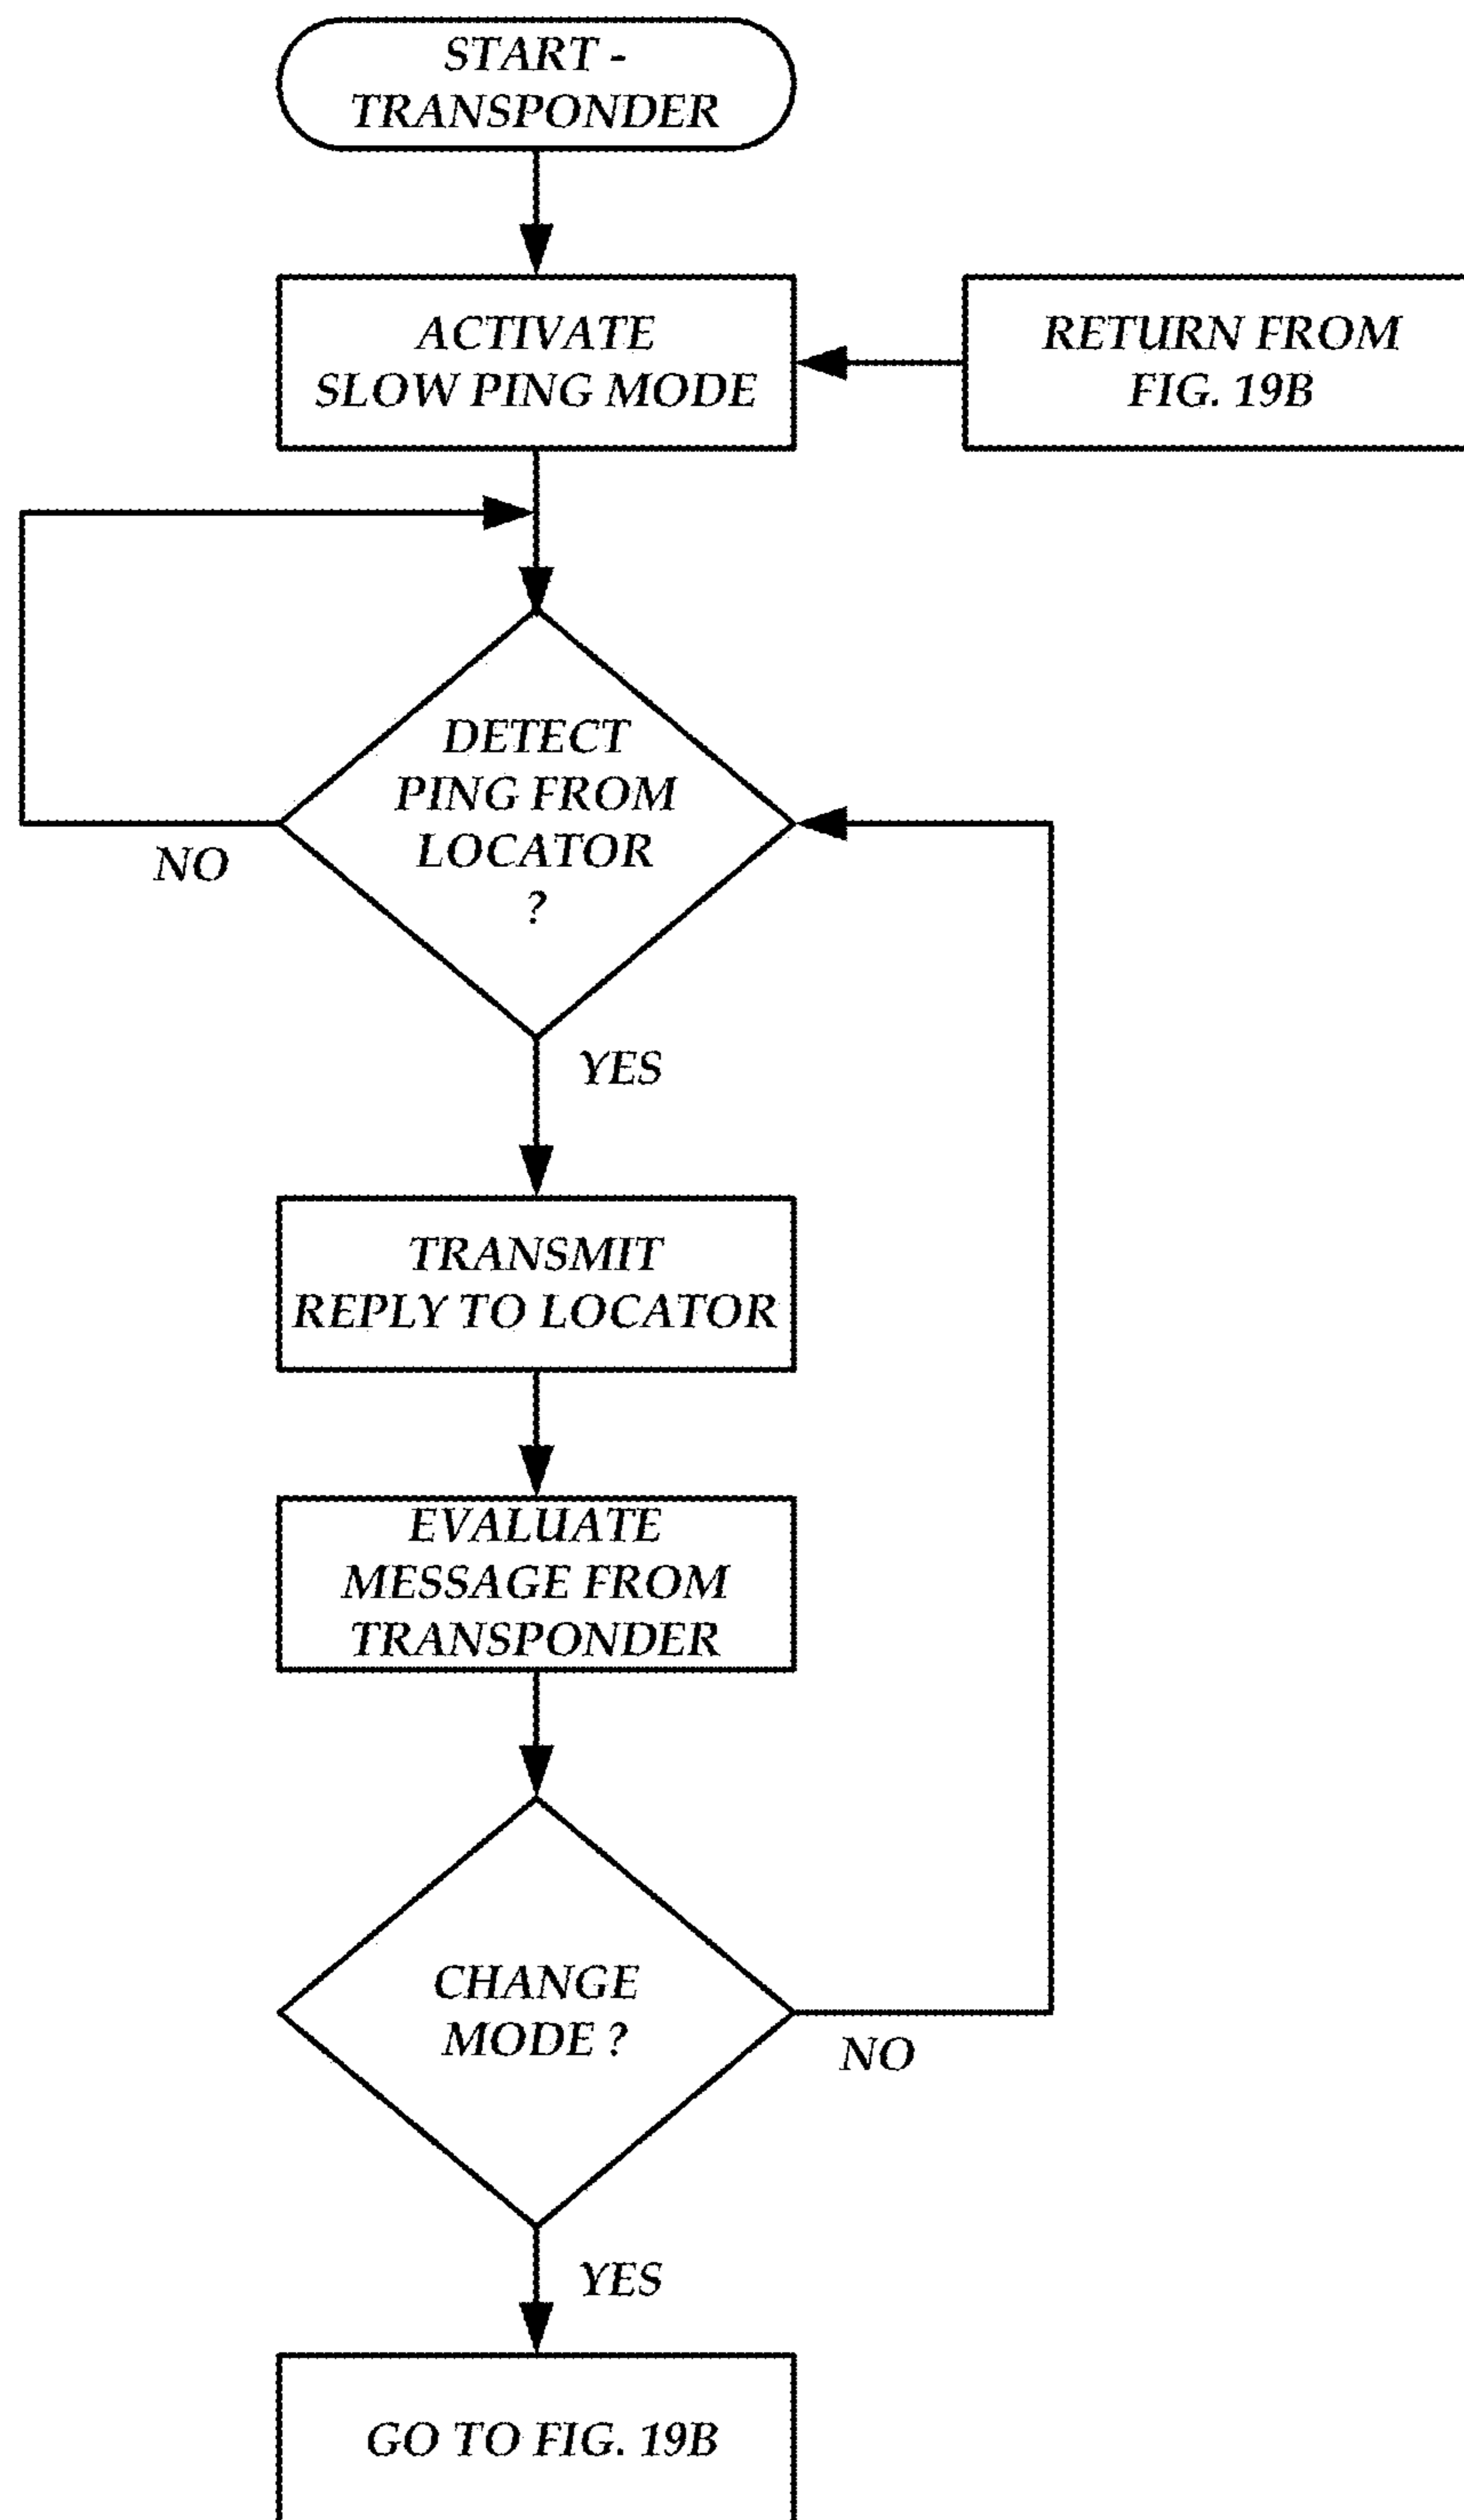 START -
TRANSPONDER
ACTIVATE
SLOW PING MODE
RETURN FROM
FIG. 19B
DETECT
PING FROM
LOCATOR
?
NO
YES
TRANSMIT
REPLY TO LOCATOR
EVALUATE
MESSAGE FROM
TRANSPONDER
CHANGE
MODE ?
NO
YES
GO TO FIG. 19B